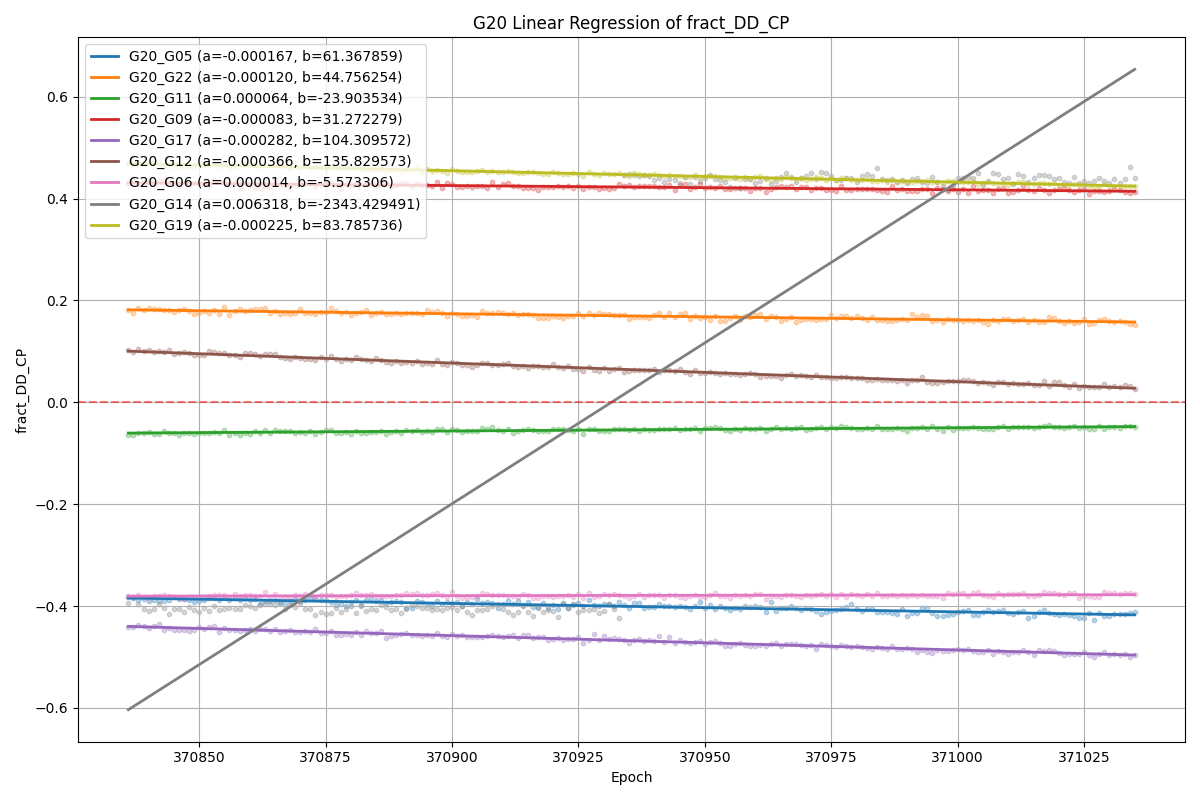 G20 Linear Regression of fract_DD_CP
G20_G05 (a=-0.000167, b=61.367859)
G20_G22 (a=-0.000120, b=44.756254)
G20_G11 (a=0.000064, b=-23.903534)
G20_G09 (a=-0.000083, b=31.272279)
G20_G17 (a=-0.000282, b=104.309572)
G20_G12 (a=-0.000366, b=135.829573)
G20_G06 (a=0.000014, b=-5.573306)
G20_G14 (a=0.006318, b=-2343.429491)
G20_G19 (a=-0.000225, b=83.785736)
fract_DD_CP
0.6
0.4
0.2
0.0
−0.2
−0.4
−0.6
370850 370875 370900 370925 370950 370975 371000 371025
Epoch